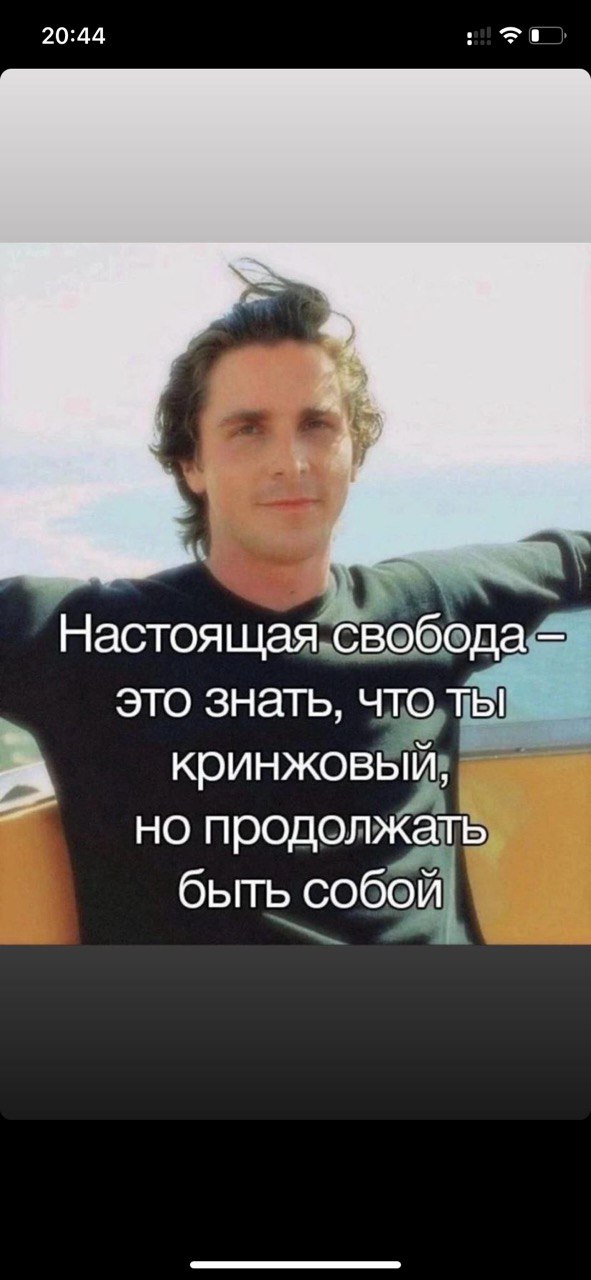 20:44
Настоящая свобода –
это знать, что ты
кринжовый,
но продолжать
быть собой